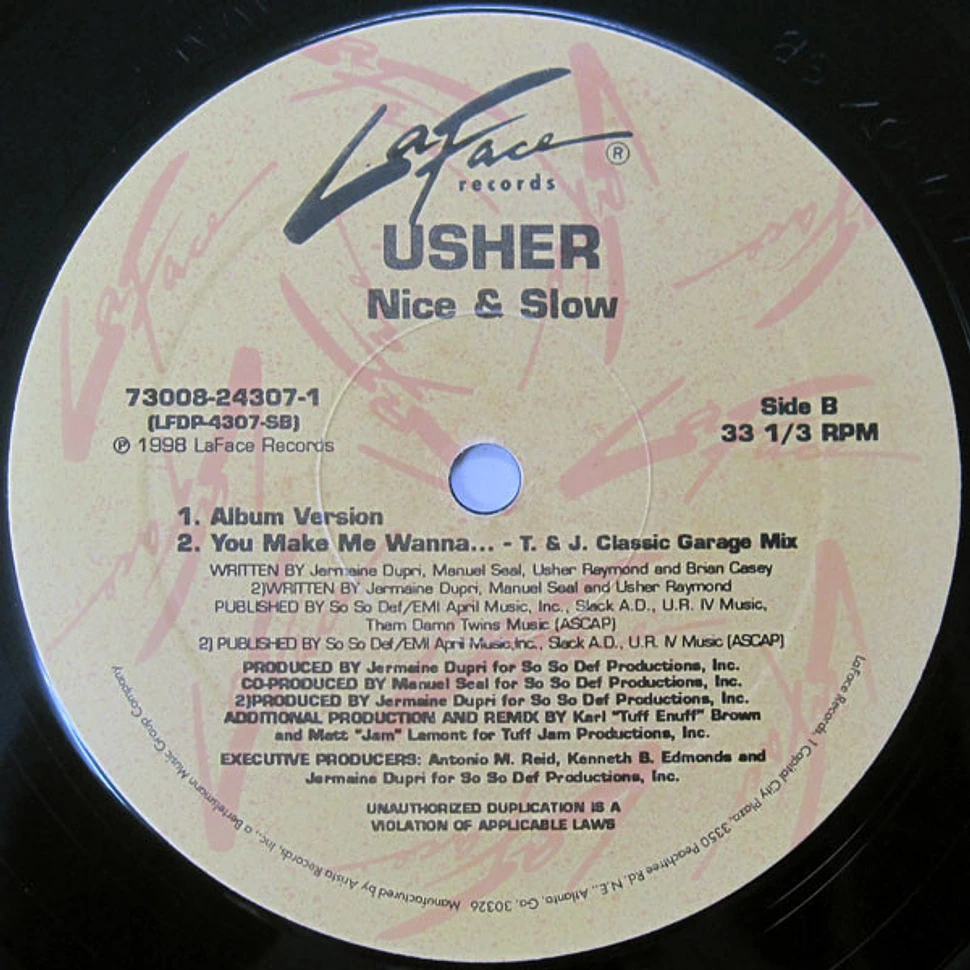 LaFace ®
records
USHER
Nice & Slow
73008-24307-1
(LFDP-4307-SB)
℗ 1998 LaFace Records
Side B
33 1/3 RPM
1. Album Version
2. You Make Me Wanna... - T. & J. Classic Garage Mix
WRITTEN BY Jermaine Dupri, Manuel Seal, Usher Raymond and Brian Casey
2)WRITTEN BY Jermaine Dupri, Manuel Seal and Usher Raymond
PUBLISHED BY So So Def/EMI April Music, Inc., Slack A.D., U.R. IV Music,
Them Damn Twins Music (ASCAP)
2) PUBLISHED BY So So Def/EMI April Music,Inc., Slack A.D., U.R. IV Music (ASCAP)
PRODUCED BY Jermaine Dupri for So So Def Productions, Inc.
CO-PRODUCED BY Manuel Seal for So So Def Productions, Inc.
2)PRODUCED BY Jermaine Dupri for So So Def Productions, Inc.
ADDITIONAL PRODUCTION AND REMIX BY Karl "Tuff Enuff" Brown
and Matt "Jam" Lamont for Tuff Jam Productions, Inc.
EXECUTIVE PRODUCERS: Antonio M. Reid, Kenneth B. Edmonds and
Jermaine Dupri for So So Def Productions, Inc.
UNAUTHORIZED DUPLICATION IS A
VIOLATION OF APPLICABLE LAWS
LaFace Records, 1 Capital City Plaza, 3350 Peachtree Rd. N.E., Atlanta, Ga. 30326 Manufactured by Arista Records, Inc., a Bertelsmann Music Group Company